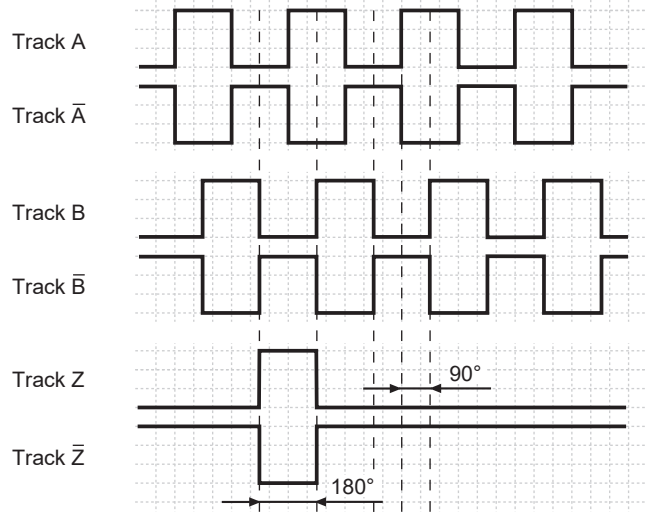 Track A
Track A̅
Track B
Track B̅
Track Z
90°
Track Z̅
180°